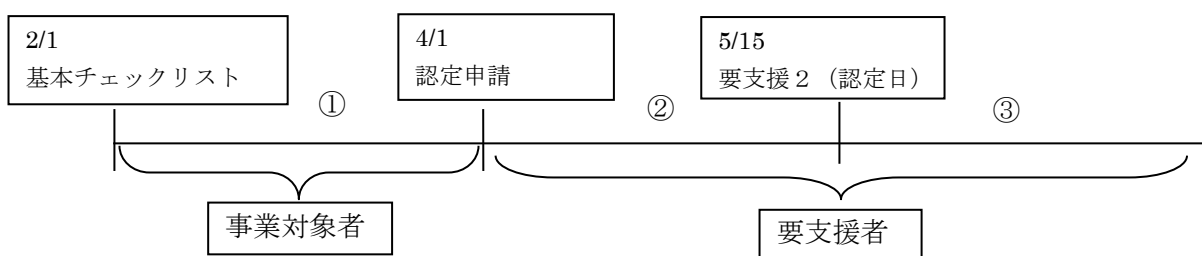 2/1
基本チェックリスト
4/1
認定申請
5/15
要支援２（認定日）
①
②
③
事業対象者
要支援者